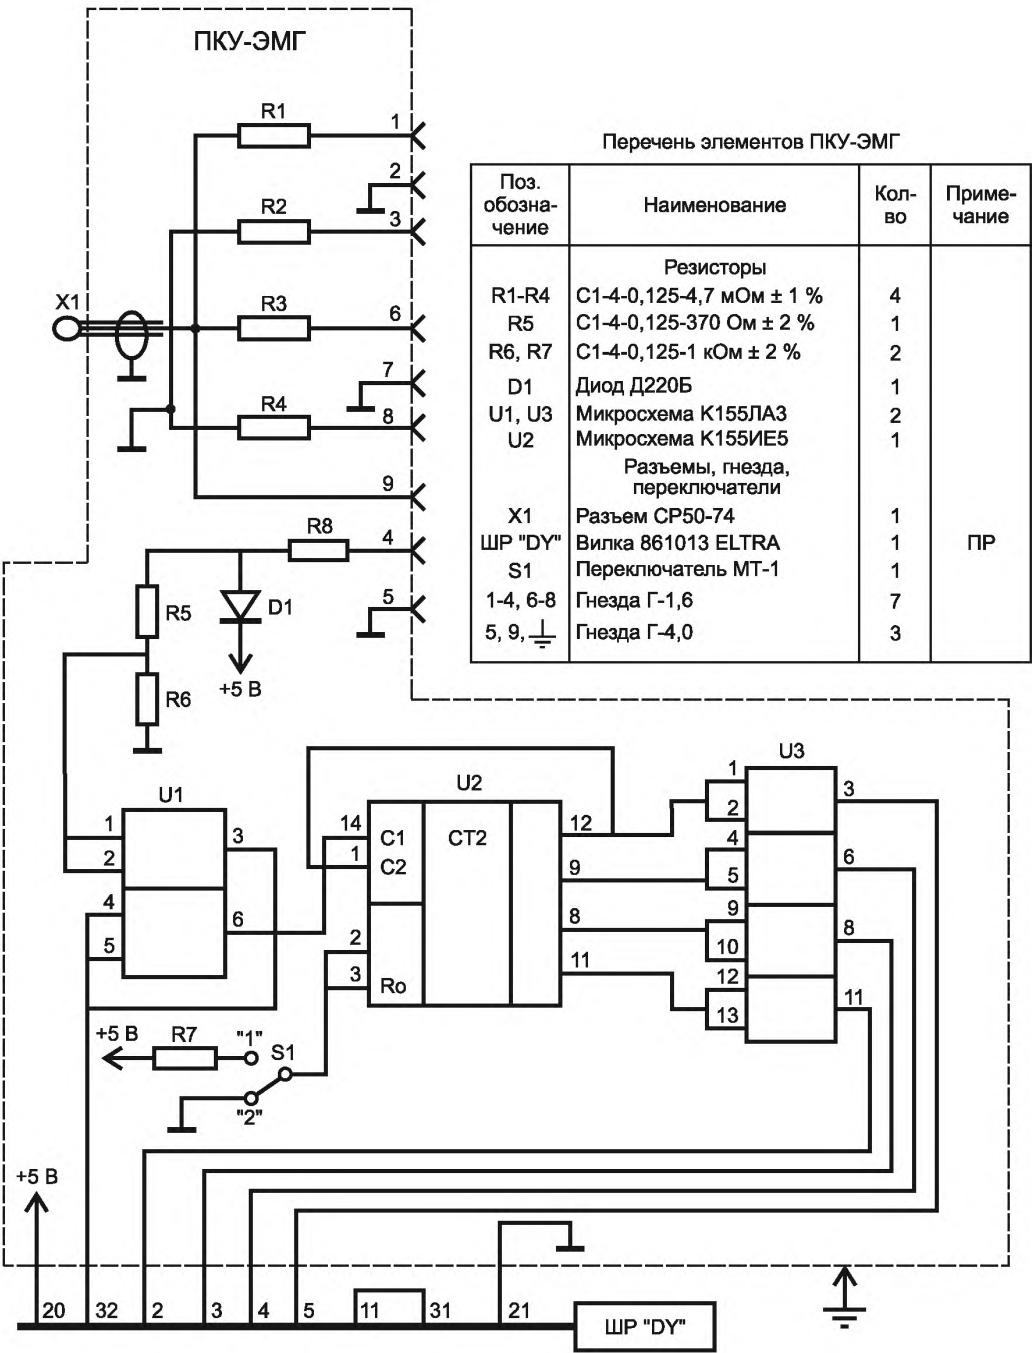 ПКУ-ЭМГ
R1
1
2
R2
3
X1
R3
6
7
R4
8
9
R8
4
R5
D1
5
+5 В
R6
Перечень элементов ПКУ-ЭМГ
Поз. обозна-чение Наименование Кол-во Приме-чание
Резисторы
R1-R4 С1-4-0,125-4,7 мОм ± 1 % 4
R5 С1-4-0,125-370 Ом ± 2 % 1
R6, R7 С1-4-0,125-1 кОм ± 2 % 2
D1 Диод Д220Б 1
U1, U3 Микросхема К155ЛА3 2
U2 Микросхема К155ИЕ5 1
Разъемы, гнезда,
переключатели
X1 Разъем СР50-74 1
ШР "DY" Вилка 861013 ELTRA 1 ПР
S1 Переключатель МТ-1 1
1-4, 6-8 Гнезда Г-1,6 7
5, 9, Гнезда Г-4,0 3
U1
1
2
3
4
5
6
U2
14
1
C1
C2
CT2
2
3
Ro
12
9
8
11
U3
1
2
3
4
5
6
9
10
8
12
13
11
+5 В
R7
"1"
S1
"2"
+5 В
20 32 2 3 4 5 11 31 21
ШР "DY"